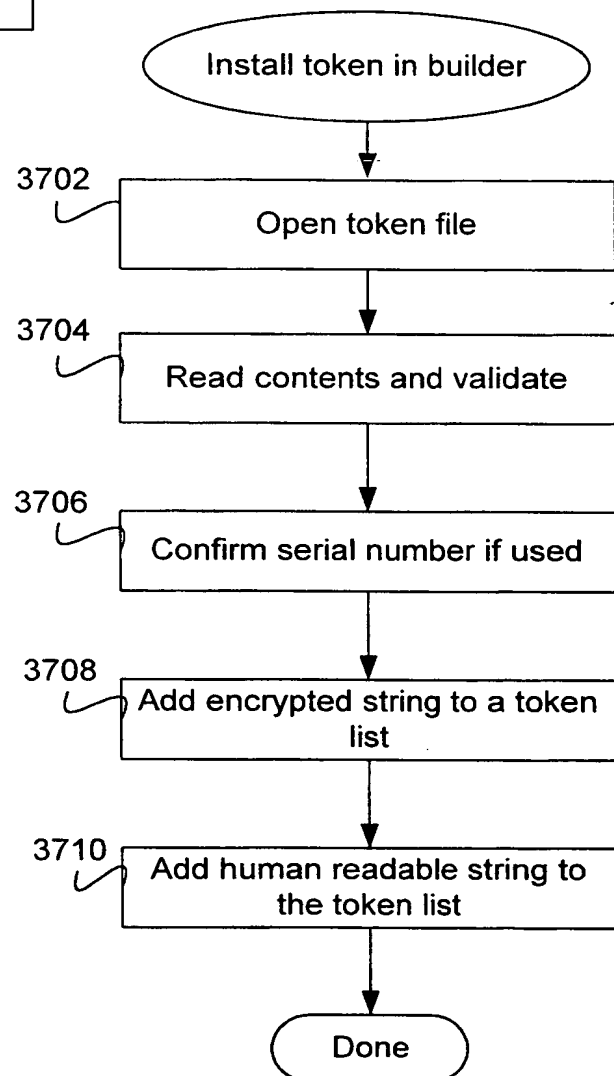 Install token in builder
3702
Open token file
3704
Read contents and validate
3706
Confirm serial number if used
3708
Add encrypted string to a token
list
3710
Add human readable string to
the token list
Done